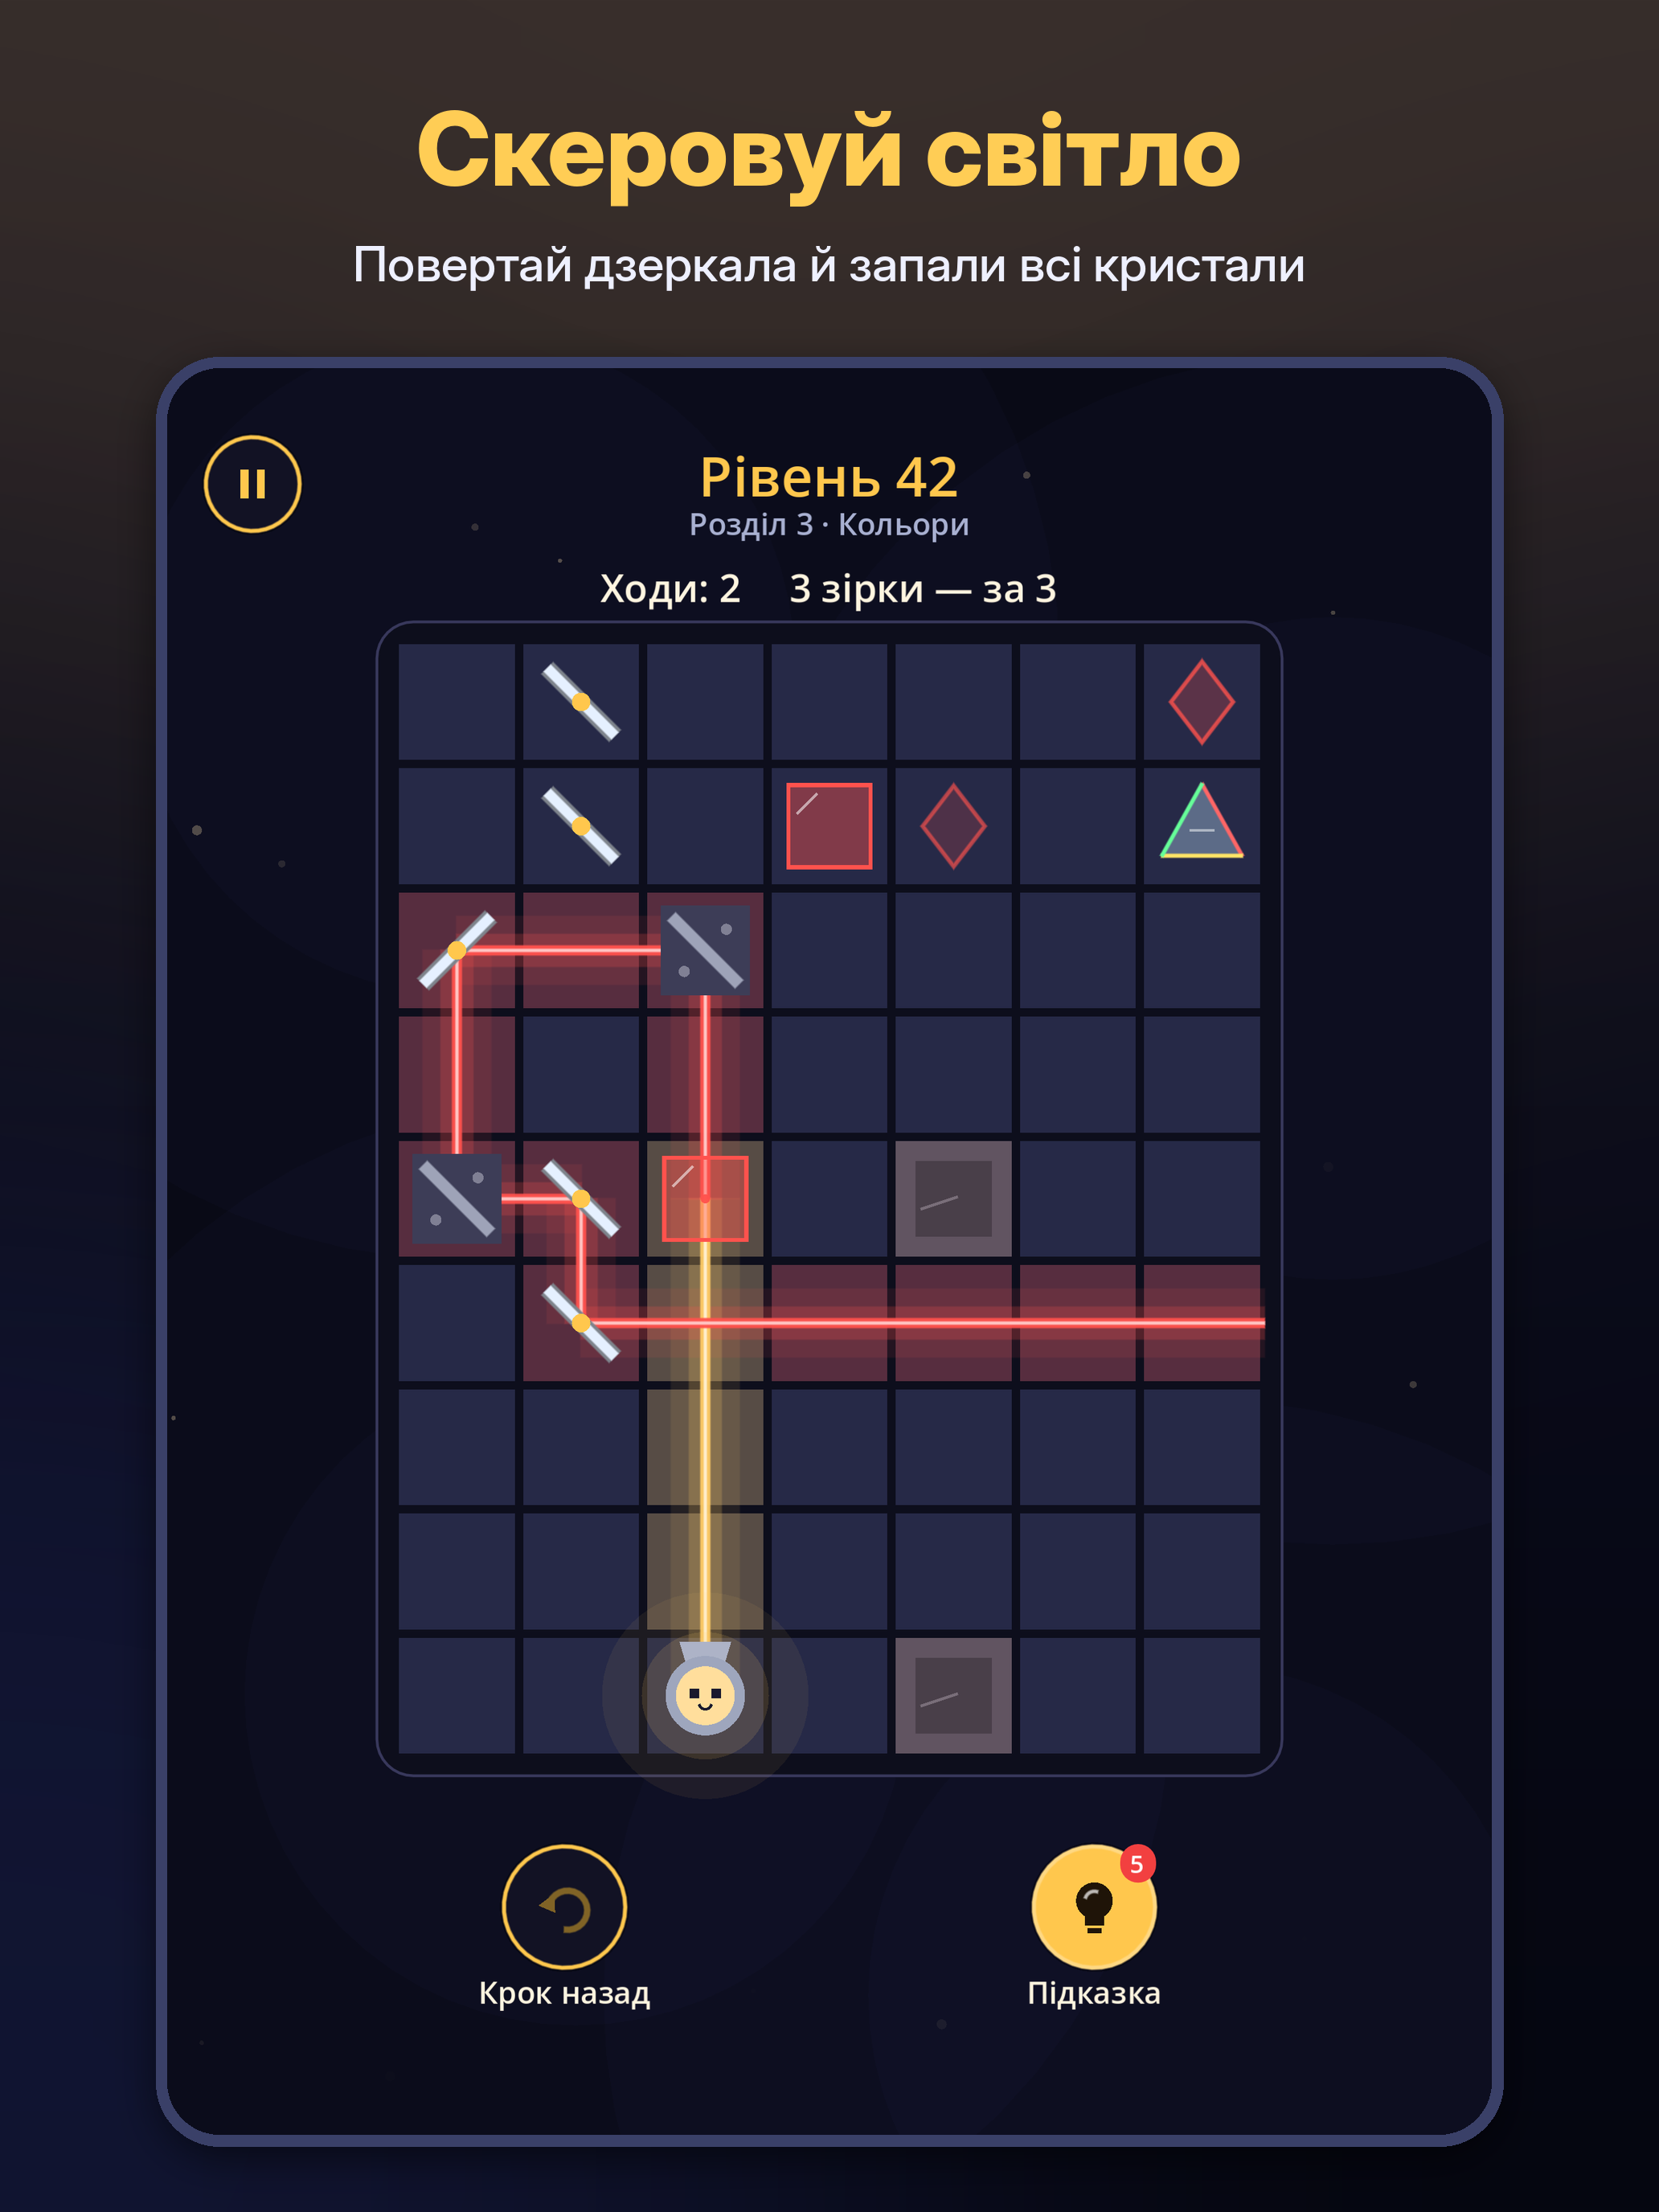 Скеровуй світло
Повертай дзеркала й запали всі кристали
Рівень 42
Розділ 3 · Кольори
Ходи: 2 3 зірки — за 3
5
Крок назад
Підказка